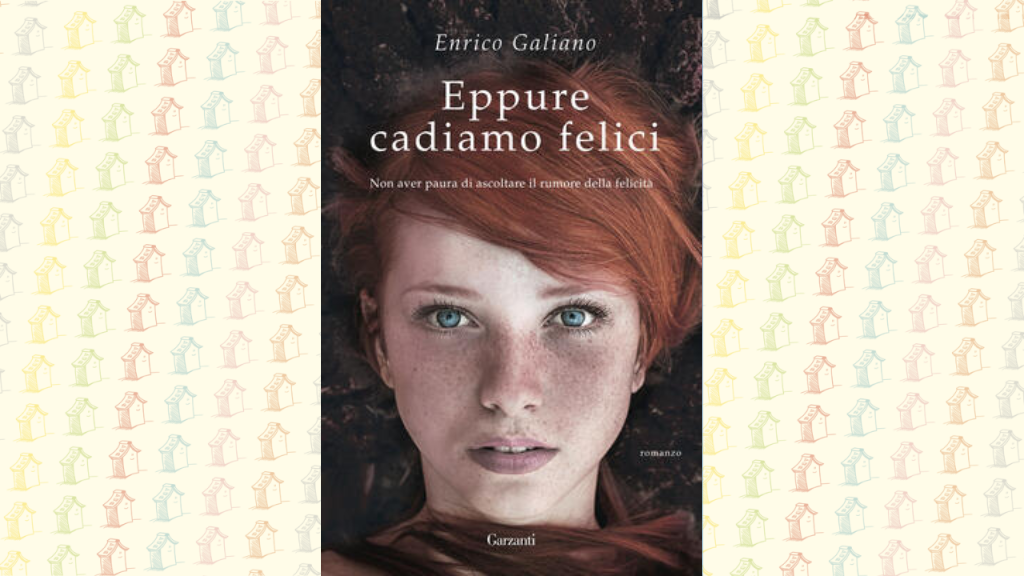 Enrico Galiano
Eppure
cadiamo felici
Non aver paura di ascoltare il rumore della felicità
romanzo
Garzanti